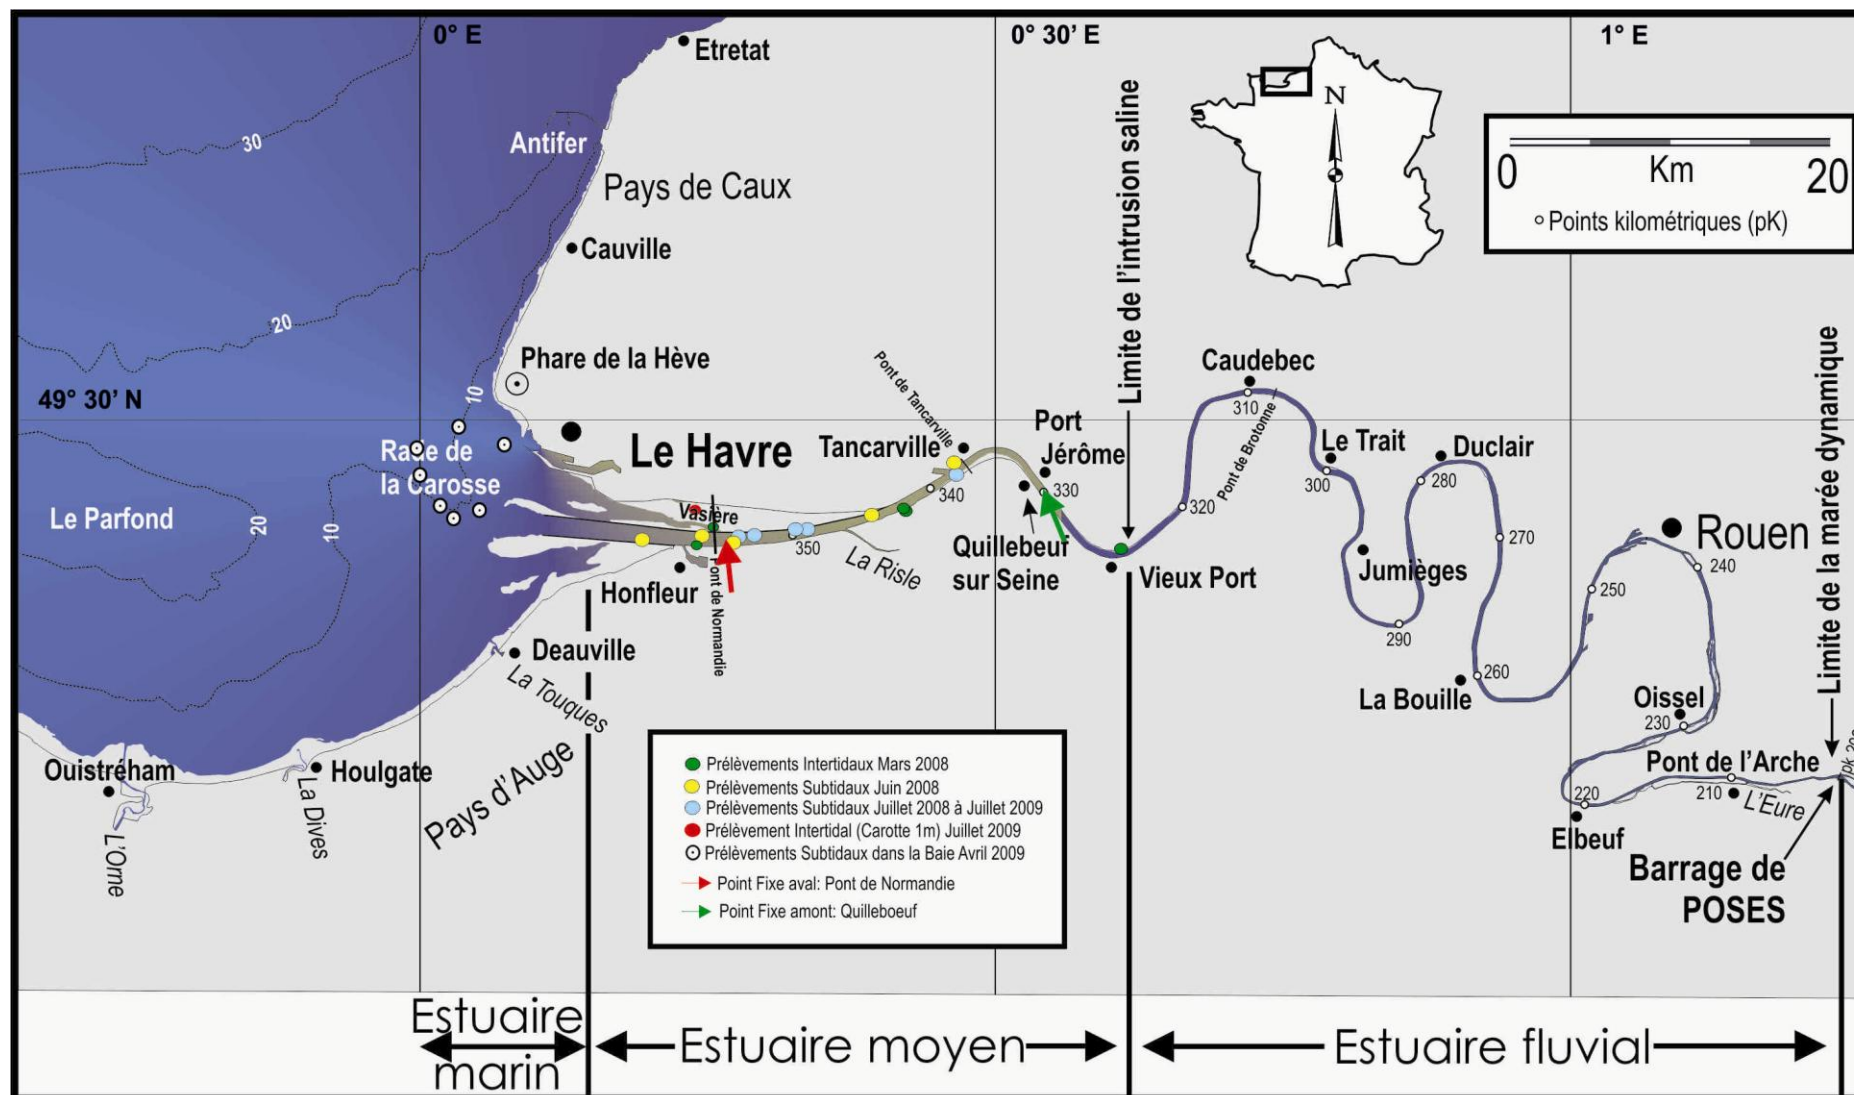 0° E
0° 30' E
1° E
Etretat
30
Antifer
Pays de Caux
Cauville
20
Phare de la Hève
10
49° 30' N
Rade de
la Carosse
Le Parfond
20
10
Le Havre
Vasière
Honfleur
Pont de Normandie
Deauville
La Touques
Pays d'Auge
Ouistréham
L'Orne
Houlgate
La Dives
Tancarville
Pont de Tancarville
340
350
La Risle
Port
Jérôme
330
Quillebeuf
sur Seine
Vieux Port
Limite de l'intrusion saline
320
Caudebec
310
Pont de Brotonne
Le Trait
300
Jumièges
290
Duclair
280
270
La Bouille
260
250
Rouen
240
Oissel
230
220
Elbeuf
Pont de l'Arche
210
L'Eure
Barrage de
POSES
Limite de la marée dynamique
N
0
Km
20
Points kilométriques (pK)
Prélèvements Intertidaux Mars 2008
Prélèvements Subtidaux Juin 2008
Prélèvements Subtidaux Juillet 2008 à Juillet 2009
Prélèvement Intertidal (Carotte 1m) Juillet 2009
Prélèvements Subtidaux dans la Baie Avril 2009
Point Fixe aval: Pont de Normandie
Point Fixe amont: Quilleboeuf
Estuaire
marin
Estuaire moyen
Estuaire fluvial